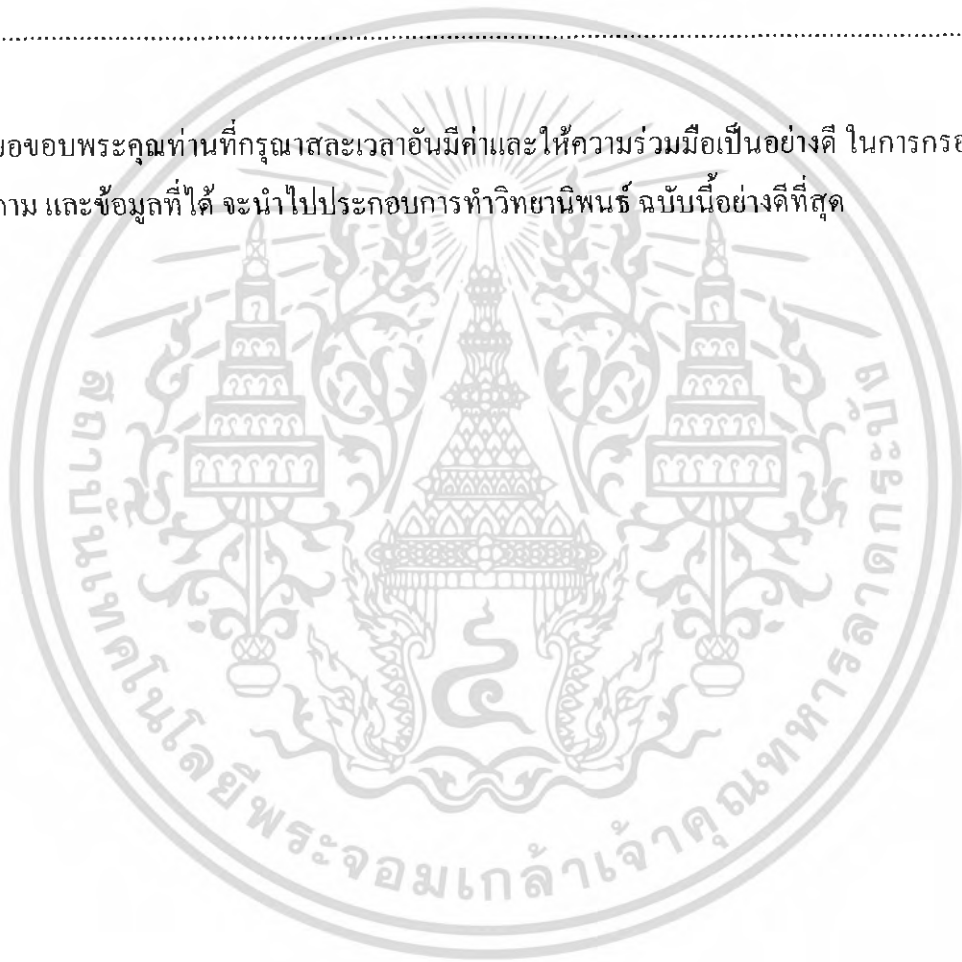 ขอขอบพระคุณท่านที่กรุณาสละเวลาอันมีค่าและให้ความร่วมมือเป็นอย่างดี ในการกรอ
ถาม และข้อมูลที่ได้ จะนำไปประกอบการทำวิทยานิพนธ์ ฉบับนี้อย่างดีที่สุด
๔
สถาบันเทคโนโลยีพระจอมเกล้าเจ้าคุณทหารลาดกระบัง